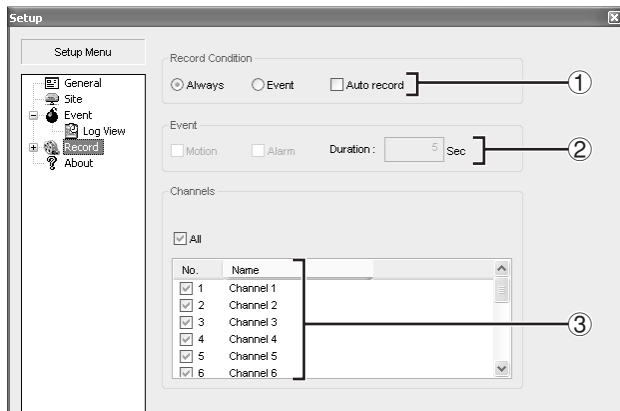 Setup
Setup Menu
General
Site
Event
Log View
Record
About
Record Condition
Always Event Auto record
①
Event
Motion Alarm Duration : 5 Sec
②
Channels
All
No. Name
1 Channel 1
2 Channel 2
3 Channel 3
4 Channel 4
5 Channel 5
6 Channel 6
③